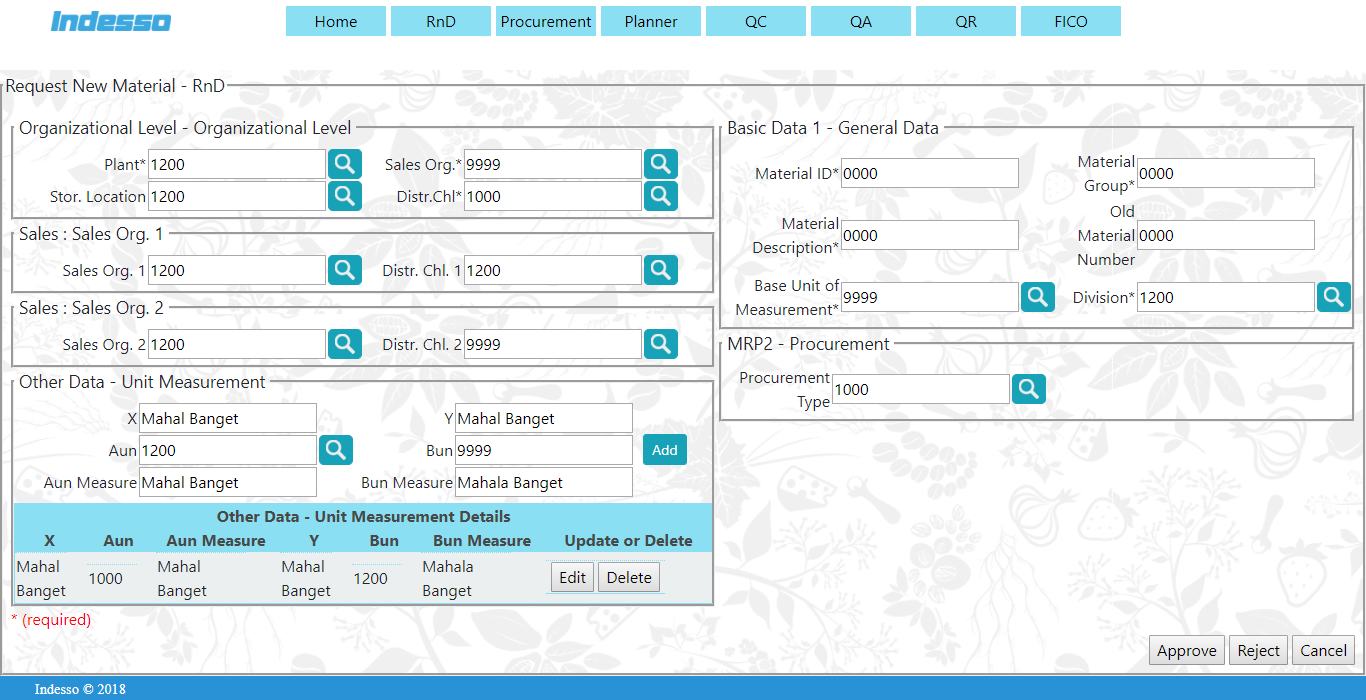 Indesso
Home RnD Procurement Planner QC QA QR FICO
Request New Material - RnD
Organizational Level - Organizational Level
Plant* 1200 Sales Org.* 9999
Stor. Location 1200 Distr.Chl* 1000
Sales : Sales Org. 1
Sales Org. 1 1200 Distr. Chl. 1 1200
Sales : Sales Org. 2
Sales Org. 2 1200 Distr. Chl. 2 9999
Other Data - Unit Measurement
X Mahal Banget Y Mahal Banget
Aun 1200 Bun 9999 Add
Aun Measure Mahal Banget Bun Measure Mahala Banget
Other Data - Unit Measurement Details
X Aun Aun Measure Y Bun Bun Measure Update or Delete
Mahal Banget 1000 Mahal Banget Mahal Banget 1200 Mahala Banget Edit Delete
* (required)
Basic Data 1 - General Data
Material ID* 0000 Material Group* 0000
Material Description* 0000 Old Material Number 0000
Base Unit of Measurement* 9999 Division* 1200
MRP2 - Procurement
Procurement Type 1000
Approve Reject Cancel
Indesso © 2018